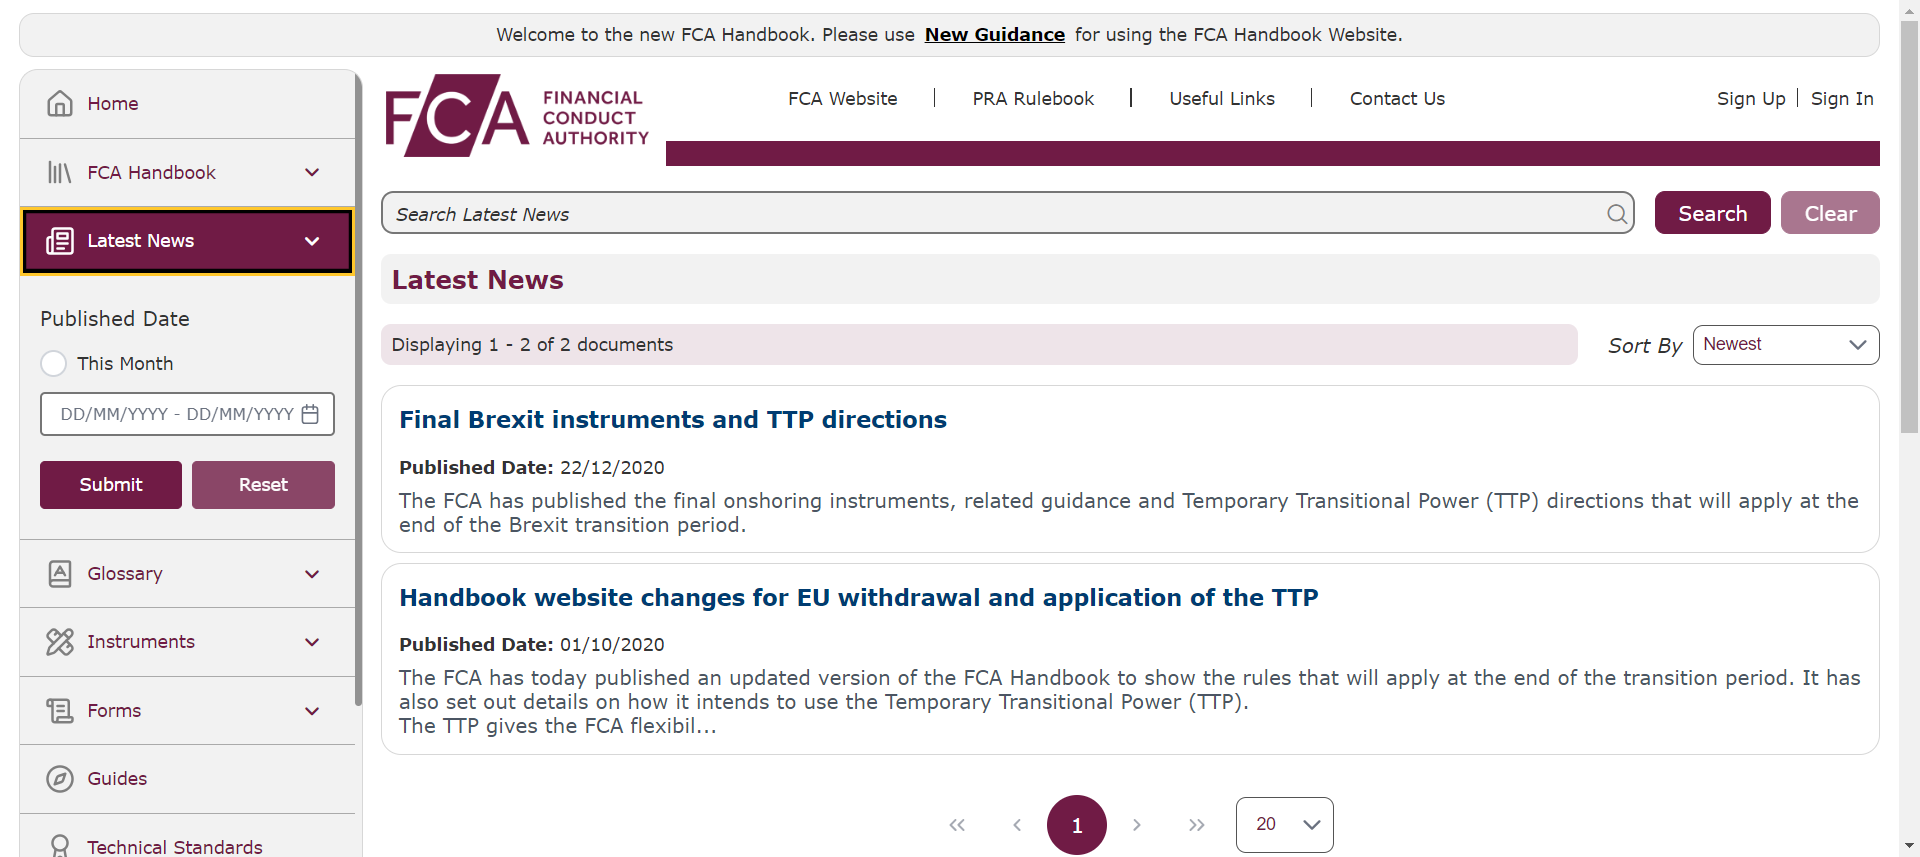 Welcome to the new FCA Handbook. Please use New Guidance for using the FCA Handbook Website.
Home
FCA Handbook
Latest News
Published Date
This Month
DD/MM/YYYY - DD/MM/YYYY
Submit
Reset
Glossary
Instruments
Forms
Guides
Technical Standards
FCA
FINANCIAL
CONDUCT
AUTHORITY
FCA Website
PRA Rulebook
Useful Links
Contact Us
Sign Up
Sign In
Search Latest News
Search
Clear
Latest News
Displaying 1 - 2 of 2 documents
Sort By
Newest
Final Brexit instruments and TTP directions
Published Date: 22/12/2020
The FCA has published the final onshoring instruments, related guidance and Temporary Transitional Power (TTP) directions that will apply at the
end of the Brexit transition period.
Handbook website changes for EU withdrawal and application of the TTP
Published Date: 01/10/2020
The FCA has today published an updated version of the FCA Handbook to show the rules that will apply at the end of the transition period. It has
also set out details on how it intends to use the Temporary Transitional Power (TTP).
The TTP gives the FCA flexibil...
1
20